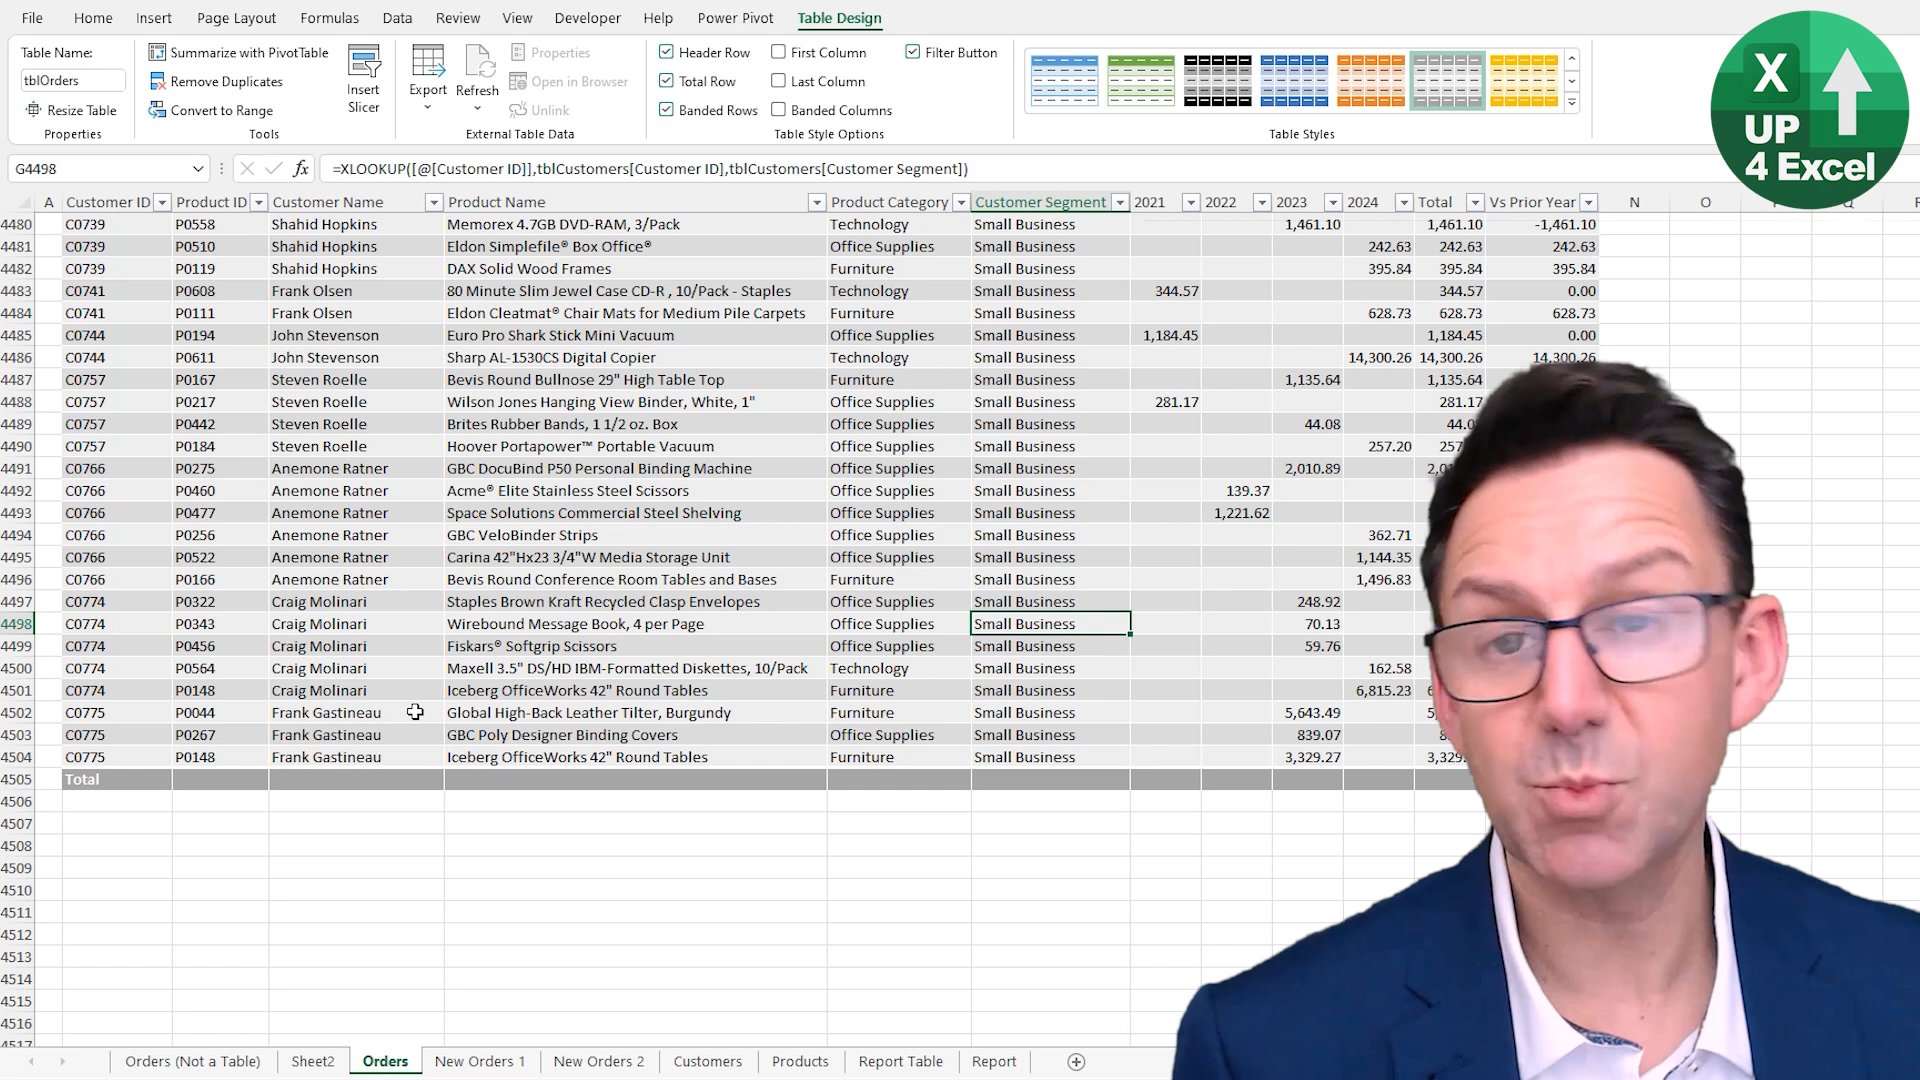 File Home Insert Page Layout Formulas Data Review View Developer Help Power Pivot Table Design
Table Name:
tblOrders
Resize Table
Properties
Summarize with PivotTable
Remove Duplicates
Convert to Range
Tools
Insert
Slicer
Export
Refresh
Properties
Open in Browser
Unlink
External Table Data
Header Row First Column Filter Button
Total Row Last Column
Banded Rows Banded Columns
Table Style Options
Table Styles
X
UP
4 Excel
G4498 fx =XLOOKUP([@[Customer ID]],tblCustomers[Customer ID],tblCustomers[Customer Segment])
A Customer ID Product ID Customer Name Product Name Product Category Customer Segment 2021 2022 2023 2024 Total Vs Prior Year N O
4480 C0739 P0558 Shahid Hopkins Memorex 4.7GB DVD-RAM, 3/Pack Technology Small Business 1,461.10 1,461.10 -1,461.10
4481 C0739 P0510 Shahid Hopkins Eldon Simplefile® Box Office® Office Supplies Small Business 242.63 242.63 242.63
4482 C0739 P0119 Shahid Hopkins DAX Solid Wood Frames Furniture Small Business 395.84 395.84 395.84
4483 C0741 P0608 Frank Olsen 80 Minute Slim Jewel Case CD-R , 10/Pack - Staples Technology Small Business 344.57 344.57 0.00
4484 C0741 P0111 Frank Olsen Eldon Cleatmat® Chair Mats for Medium Pile Carpets Furniture Small Business 628.73 628.73 628.73
4485 C0744 P0194 John Stevenson Euro Pro Shark Stick Mini Vacuum Office Supplies Small Business 1,184.45 1,184.45 0.00
4486 C0744 P0611 John Stevenson Sharp AL-1530CS Digital Copier Technology Small Business 14,300.26 14,300.26 14,300.26
4487 C0757 P0167 Steven Roelle Bevis Round Bullnose 29" High Table Top Furniture Small Business 1,135.64 1,135.64
4488 C0757 P0217 Steven Roelle Wilson Jones Hanging View Binder, White, 1" Office Supplies Small Business 281.17 281.17
4489 C0757 P0442 Steven Roelle Brites Rubber Bands, 1 1/2 oz. Box Office Supplies Small Business 44.08
4490 C0757 P0184 Steven Roelle Hoover Portapower™ Portable Vacuum Office Supplies Small Business 257.20
4491 C0766 P0275 Anemone Ratner GBC DocuBind P50 Personal Binding Machine Office Supplies Small Business 2,010.89
4492 C0766 P0460 Anemone Ratner Acme® Elite Stainless Steel Scissors Office Supplies Small Business 139.37
4493 C0766 P0477 Anemone Ratner Space Solutions Commercial Steel Shelving Office Supplies Small Business 1,221.62
4494 C0766 P0256 Anemone Ratner GBC VeloBinder Strips Office Supplies Small Business 362.71
4495 C0766 P0522 Anemone Ratner Carina 42"Hx23 3/4"W Media Storage Unit Office Supplies Small Business 1,144.35
4496 C0766 P0166 Anemone Ratner Bevis Round Conference Room Tables and Bases Furniture Small Business 1,496.83
4497 C0774 P0322 Craig Molinari Staples Brown Kraft Recycled Clasp Envelopes Office Supplies Small Business 248.92
4498 C0774 P0343 Craig Molinari Wirebound Message Book, 4 per Page Office Supplies Small Business 70.13
4499 C0774 P0456 Craig Molinari Fiskars® Softgrip Scissors Office Supplies Small Business 59.76
4500 C0774 P0564 Craig Molinari Maxell 3.5" DS/HD IBM-Formatted Diskettes, 10/Pack Technology Small Business 162.58
4501 C0774 P0148 Craig Molinari Iceberg OfficeWorks 42" Round Tables Furniture Small Business 6,815.23
4502 C0775 P0044 Frank Gastineau Global High-Back Leather Tilter, Burgundy Furniture Small Business 5,643.49
4503 C0775 P0267 Frank Gastineau GBC Poly Designer Binding Covers Office Supplies Small Business 839.07
4504 C0775 P0148 Frank Gastineau Iceberg OfficeWorks 42" Round Tables Furniture Small Business 3,329.27
4505 Total
4506
4507
4508
4509
4510
4511
4512
4513
4514
4515
4516
4517
Orders (Not a Table) Sheet2 Orders New Orders 1 New Orders 2 Customers Products Report Table Report